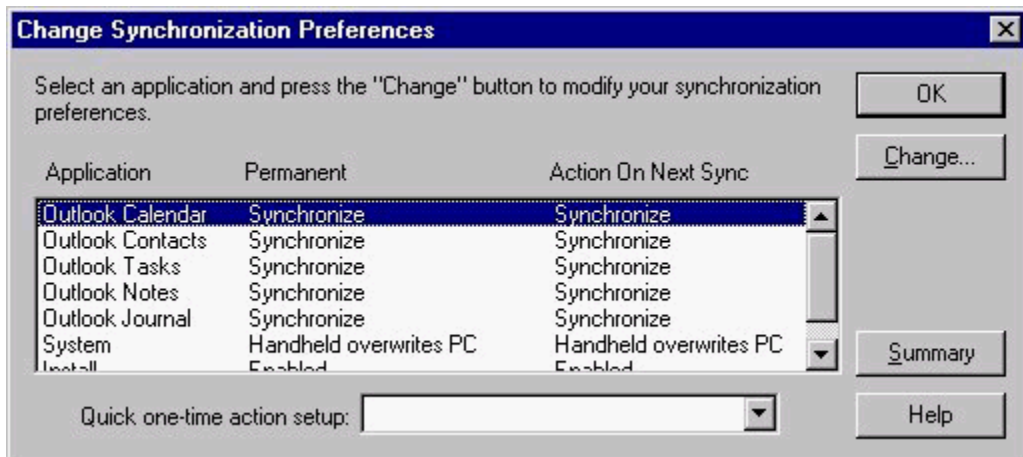 Change Synchronization Preferences
Select an application and press the "Change" button to modify your synchronization
preferences.
OK
Change...
Application Permanent Action On Next Sync
Outlook Calendar Synchronize Synchronize
Outlook Contacts Synchronize Synchronize
Outlook Tasks Synchronize Synchronize
Outlook Notes Synchronize Synchronize
Outlook Journal Synchronize Synchronize
System Handheld overwrites PC Handheld overwrites PC
Install Enabled Enabled
Summary
Quick one-time action setup:
Help